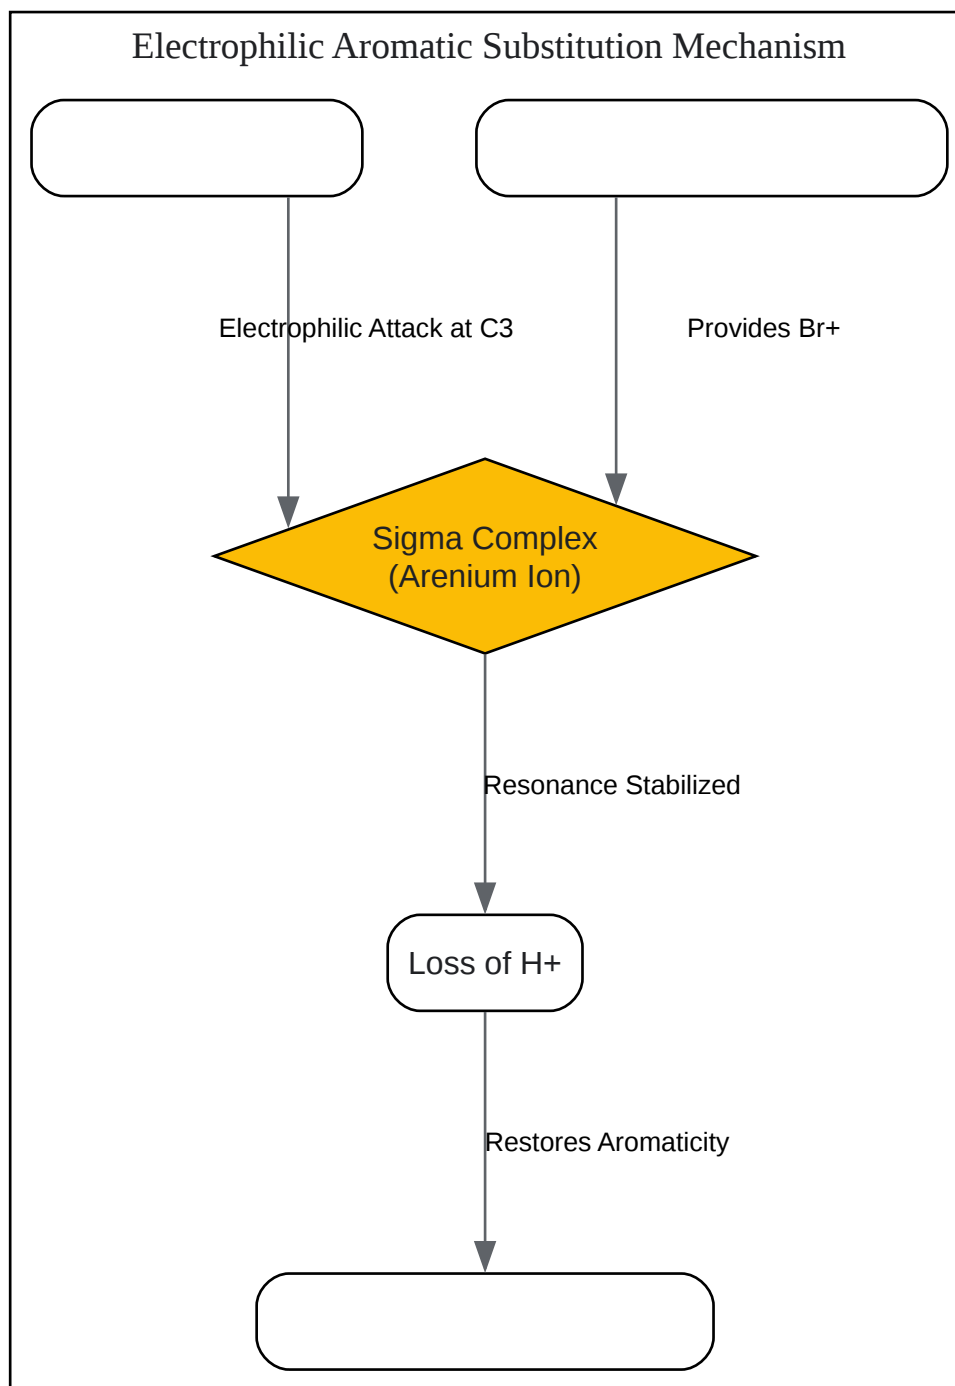 Electrophilic Aromatic Substitution Mechanism
Electrophilic Attack at C3
Provides Br+
Sigma Complex
(Arenium Ion)
Resonance Stabilized
Loss of H+
Restores Aromaticity